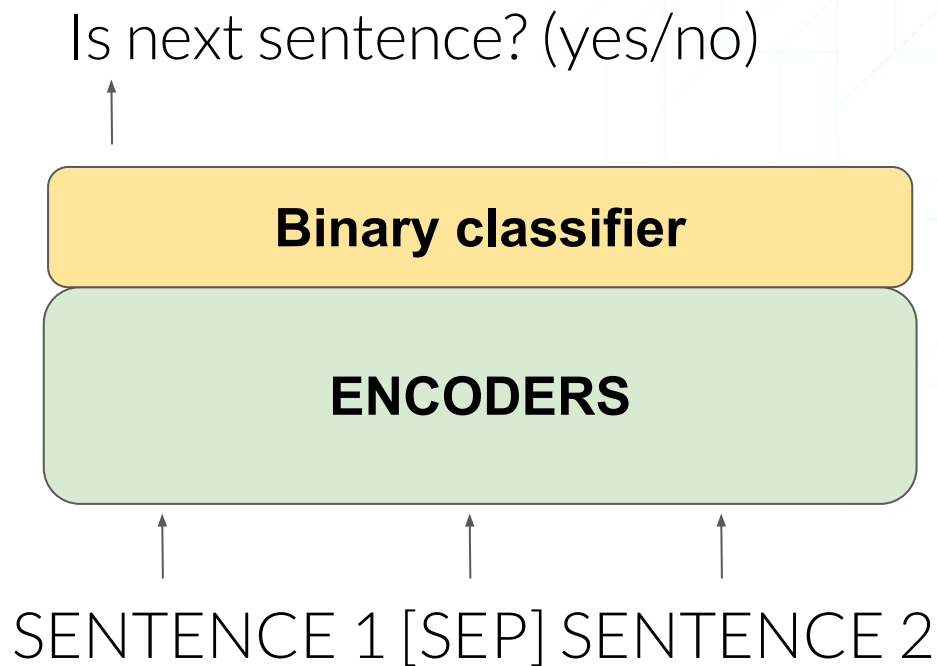 Is next sentence? (yes/no)
Binary classifier
ENCODERS
SENTENCE 1 [SEP] SENTENCE 2